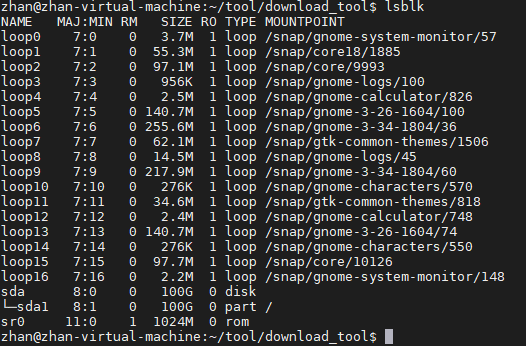 zhan@zhan-virtual-machine:~/tool/download_tool$ lsblk
NAME   MAJ:MIN RM   SIZE RO TYPE MOUNTPOINT
loop0    7:0    0   3.7M  1 loop /snap/gnome-system-monitor/57
loop1    7:1    0  55.3M  1 loop /snap/core18/1885
loop2    7:2    0  97.1M  1 loop /snap/core/9993
loop3    7:3    0   956K  1 loop /snap/gnome-logs/100
loop4    7:4    0   2.5M  1 loop /snap/gnome-calculator/826
loop5    7:5    0 140.7M  1 loop /snap/gnome-3-26-1604/100
loop6    7:6    0 255.6M  1 loop /snap/gnome-3-34-1804/36
loop7    7:7    0  62.1M  1 loop /snap/gtk-common-themes/1506
loop8    7:8    0  14.5M  1 loop /snap/gnome-logs/45
loop9    7:9    0 217.9M  1 loop /snap/gnome-3-34-1804/60
loop10   7:10   0   276K  1 loop /snap/gnome-characters/570
loop11   7:11   0  34.6M  1 loop /snap/gtk-common-themes/818
loop12   7:12   0   2.4M  1 loop /snap/gnome-calculator/748
loop13   7:13   0 140.7M  1 loop /snap/gnome-3-26-1604/74
loop14   7:14   0   276K  1 loop /snap/gnome-characters/550
loop15   7:15   0  97.7M  1 loop /snap/core/10126
loop16   7:16   0   2.2M  1 loop /snap/gnome-system-monitor/148
sda      8:0    0   100G  0 disk
└─sda1   8:1    0   100G  0 part /
sr0     11:0    1  1024M  0 rom
zhan@zhan-virtual-machine:~/tool/download_tool$